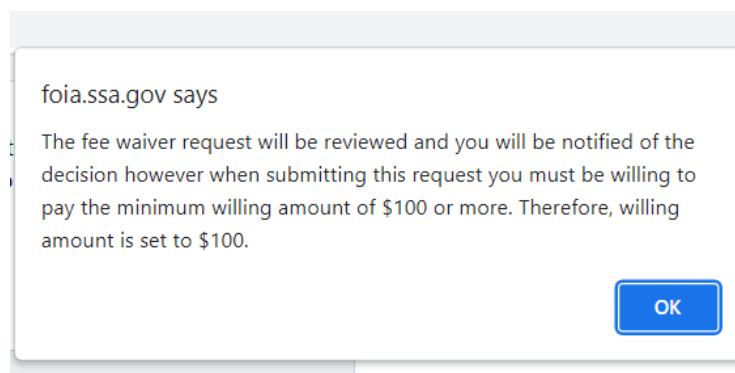 foia.ssa.gov says
The fee waiver request will be reviewed and you will be notified of the
decision however when submitting this request you must be willing to
pay the minimum willing amount of $100 or more. Therefore, willing
amount is set to $100.
OK